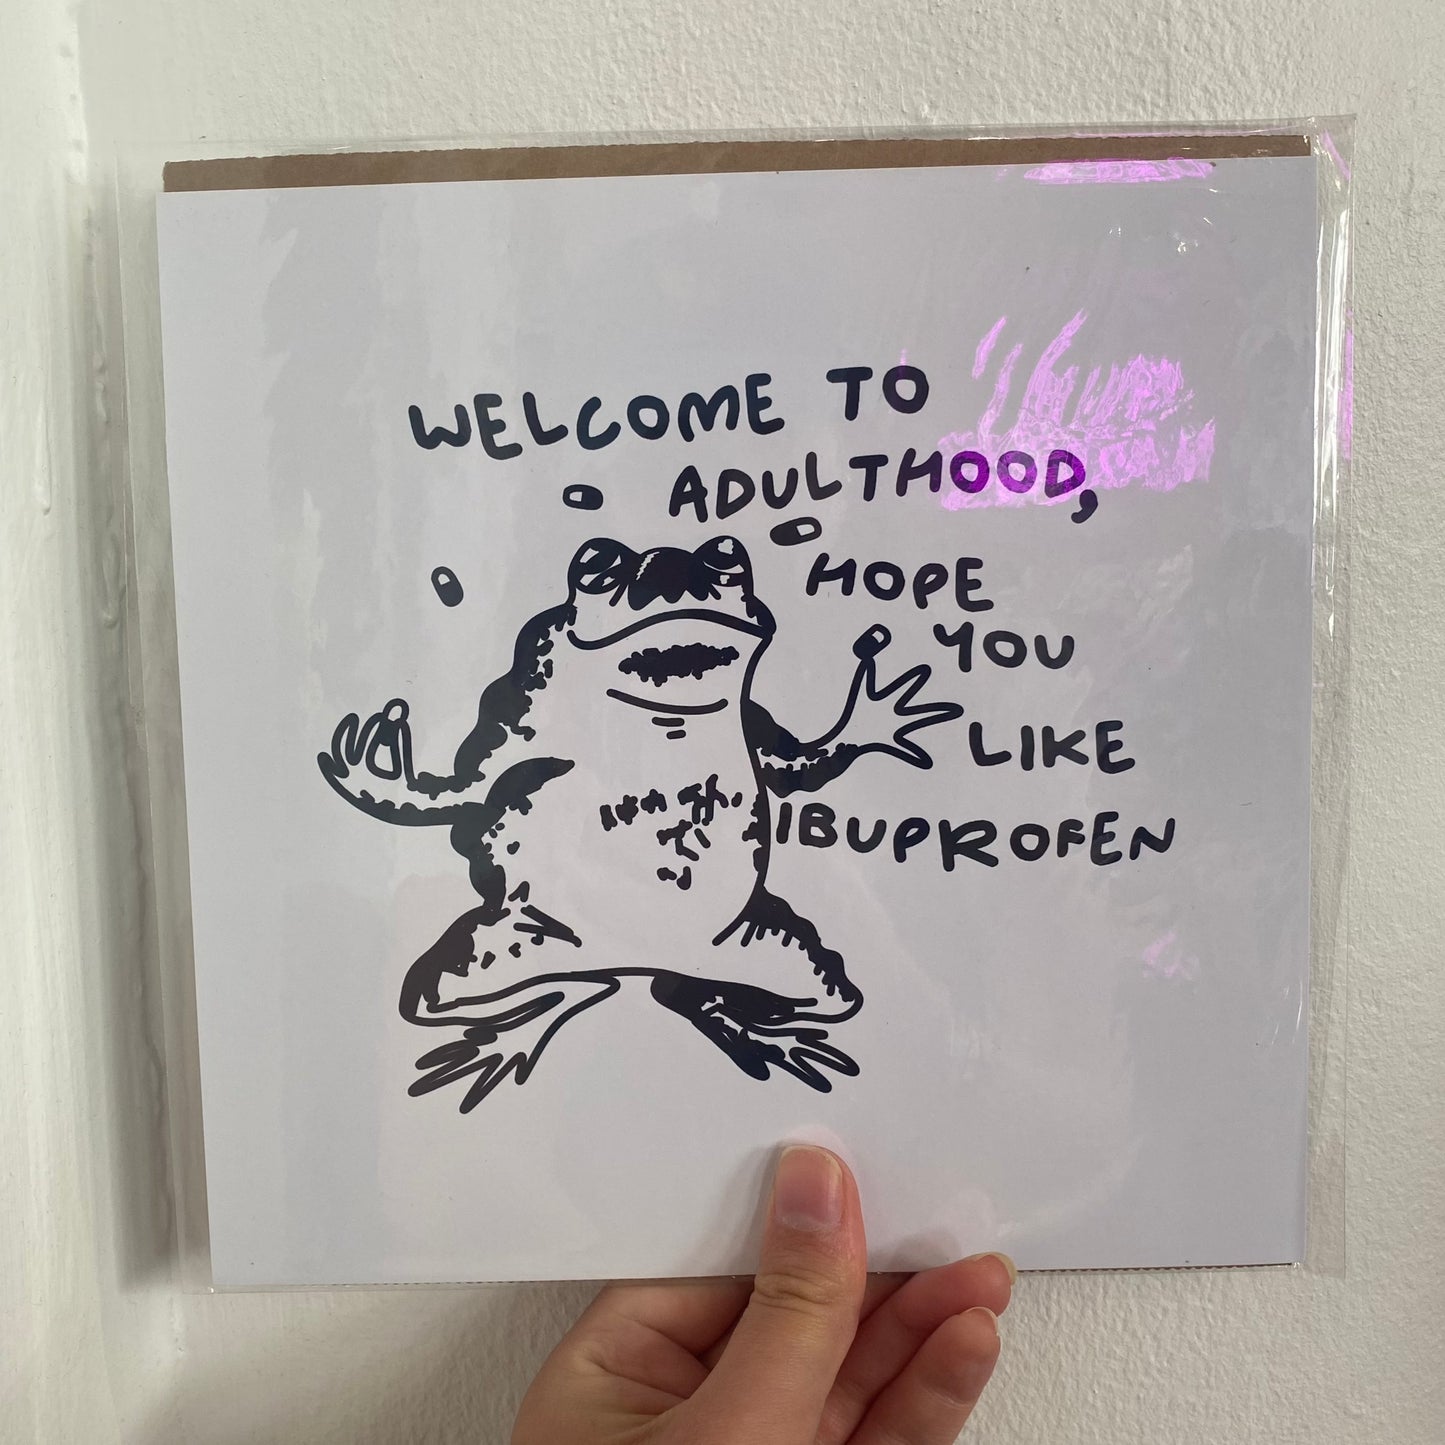 WELCOME TO
ADULTHOOD,
HOPE
YOU
LIKE
IBUPROFEN